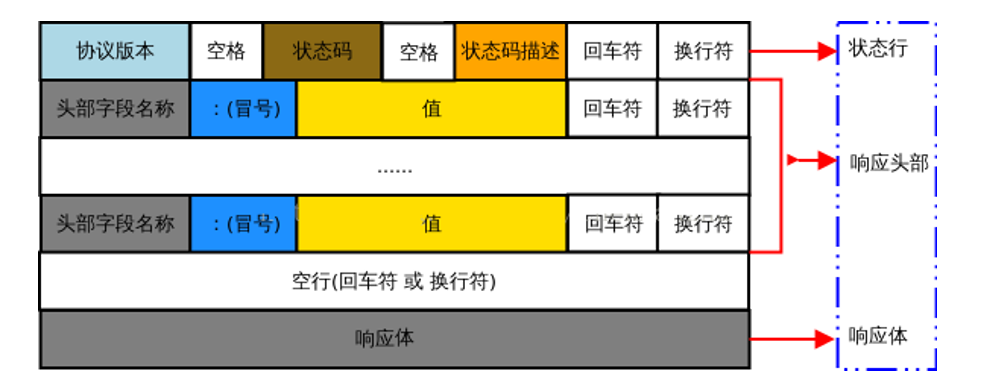 协议版本 空格 状态码 空格 状态码描述 回车符 换行符 状态行
头部字段名称 ：(冒号) 值 回车符 换行符
...... 响应头部
头部字段名称 ：(冒号) 值 回车符 换行符
空行(回车符 或 换行符)
响应体 响应体